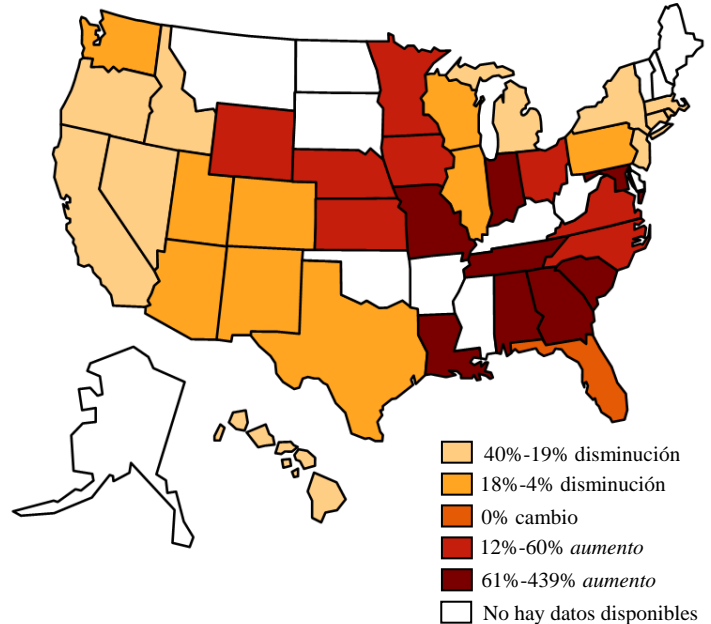 40%-19% disminución
18%-4% disminución
0% cambio
12%-60% aumento
61%-439% aumento
No hay datos disponibles